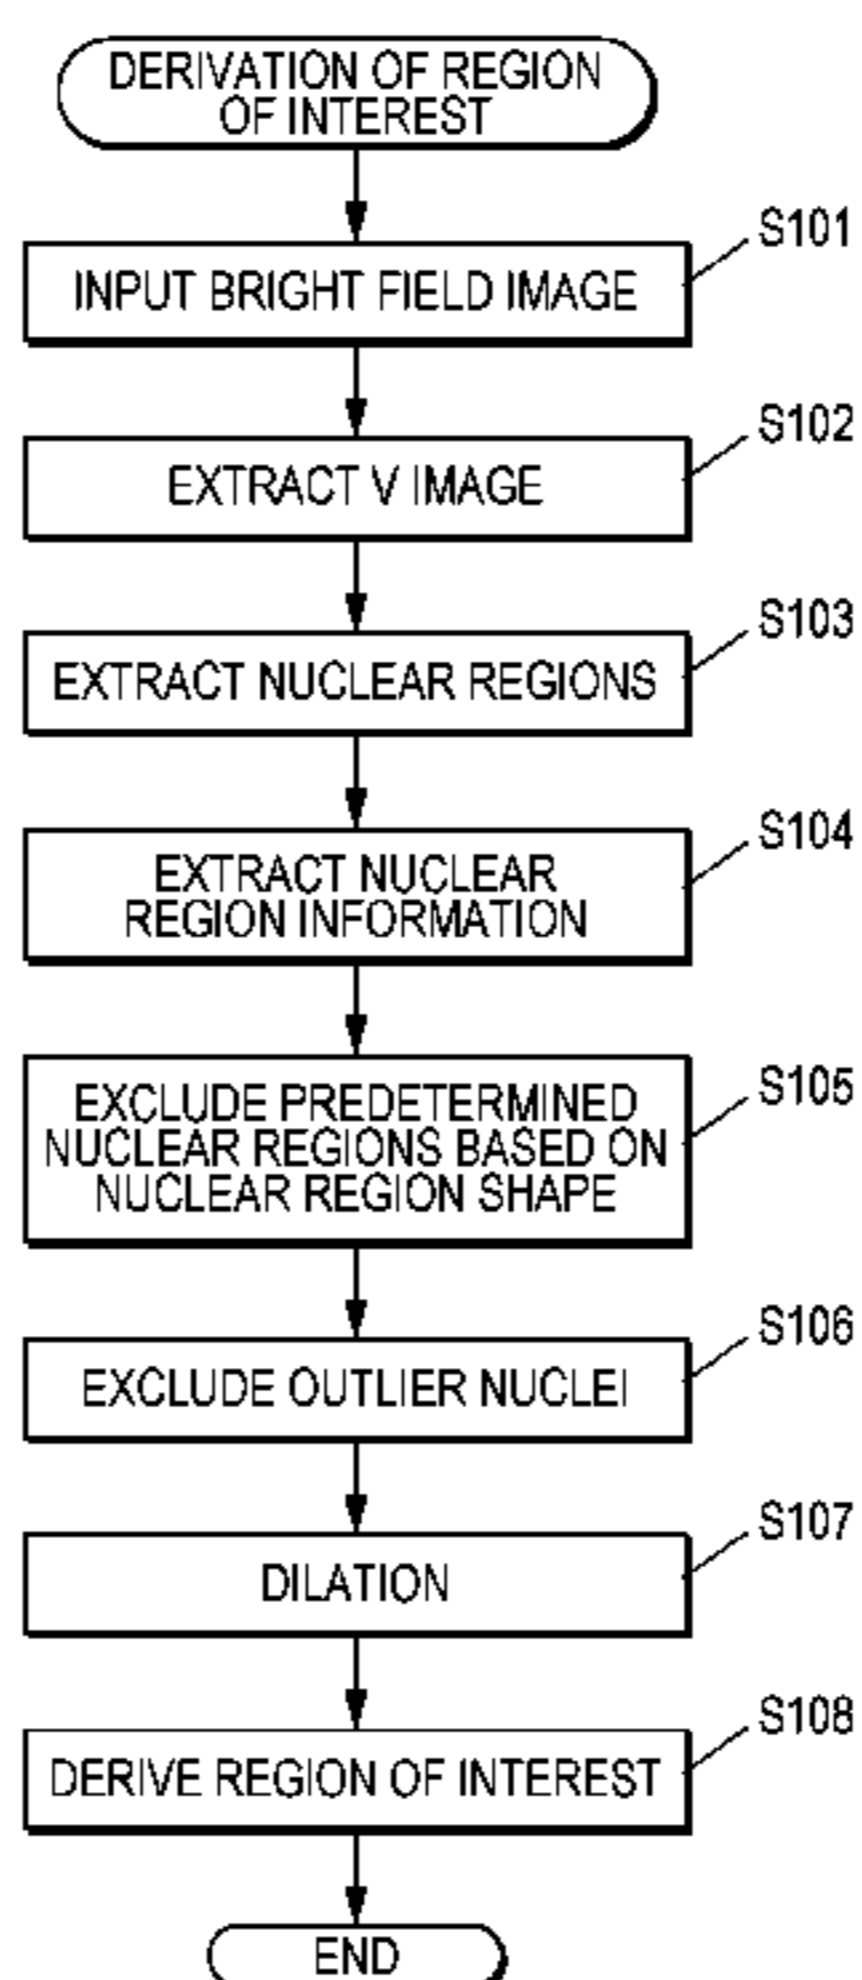 DERIVATION OF REGION
OF INTEREST
S101
INPUT BRIGHT FIELD IMAGE
S102
EXTRACT V IMAGE
S103
EXTRACT NUCLEAR REGIONS
S104
EXTRACT NUCLEAR
REGION INFORMATION
S105
EXCLUDE PREDETERMINED
NUCLEAR REGIONS BASED ON
NUCLEAR REGION SHAPE
S106
EXCLUDE OUTLIER NUCLEI
S107
DILATION
S108
DERIVE REGION OF INTEREST
END